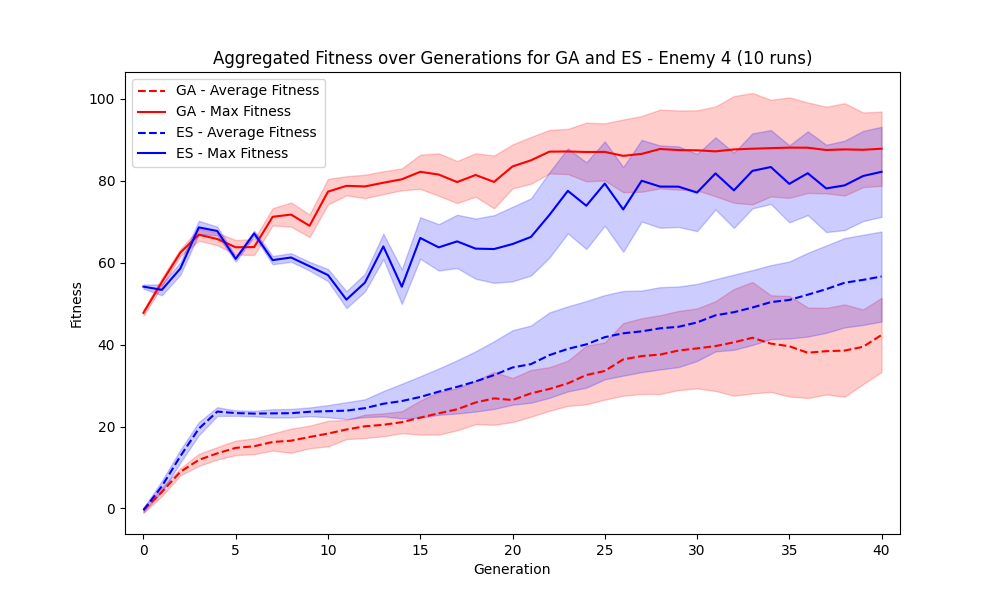 Aggregated Fitness over Generations for GA and ES - Enemy 4 (10 runs)
GA - Average Fitness
GA - Max Fitness
ES - Average Fitness
ES - Max Fitness
Fitness
100
80
60
40
20
0
0 5 10 15 20 25 30 35 40
Generation